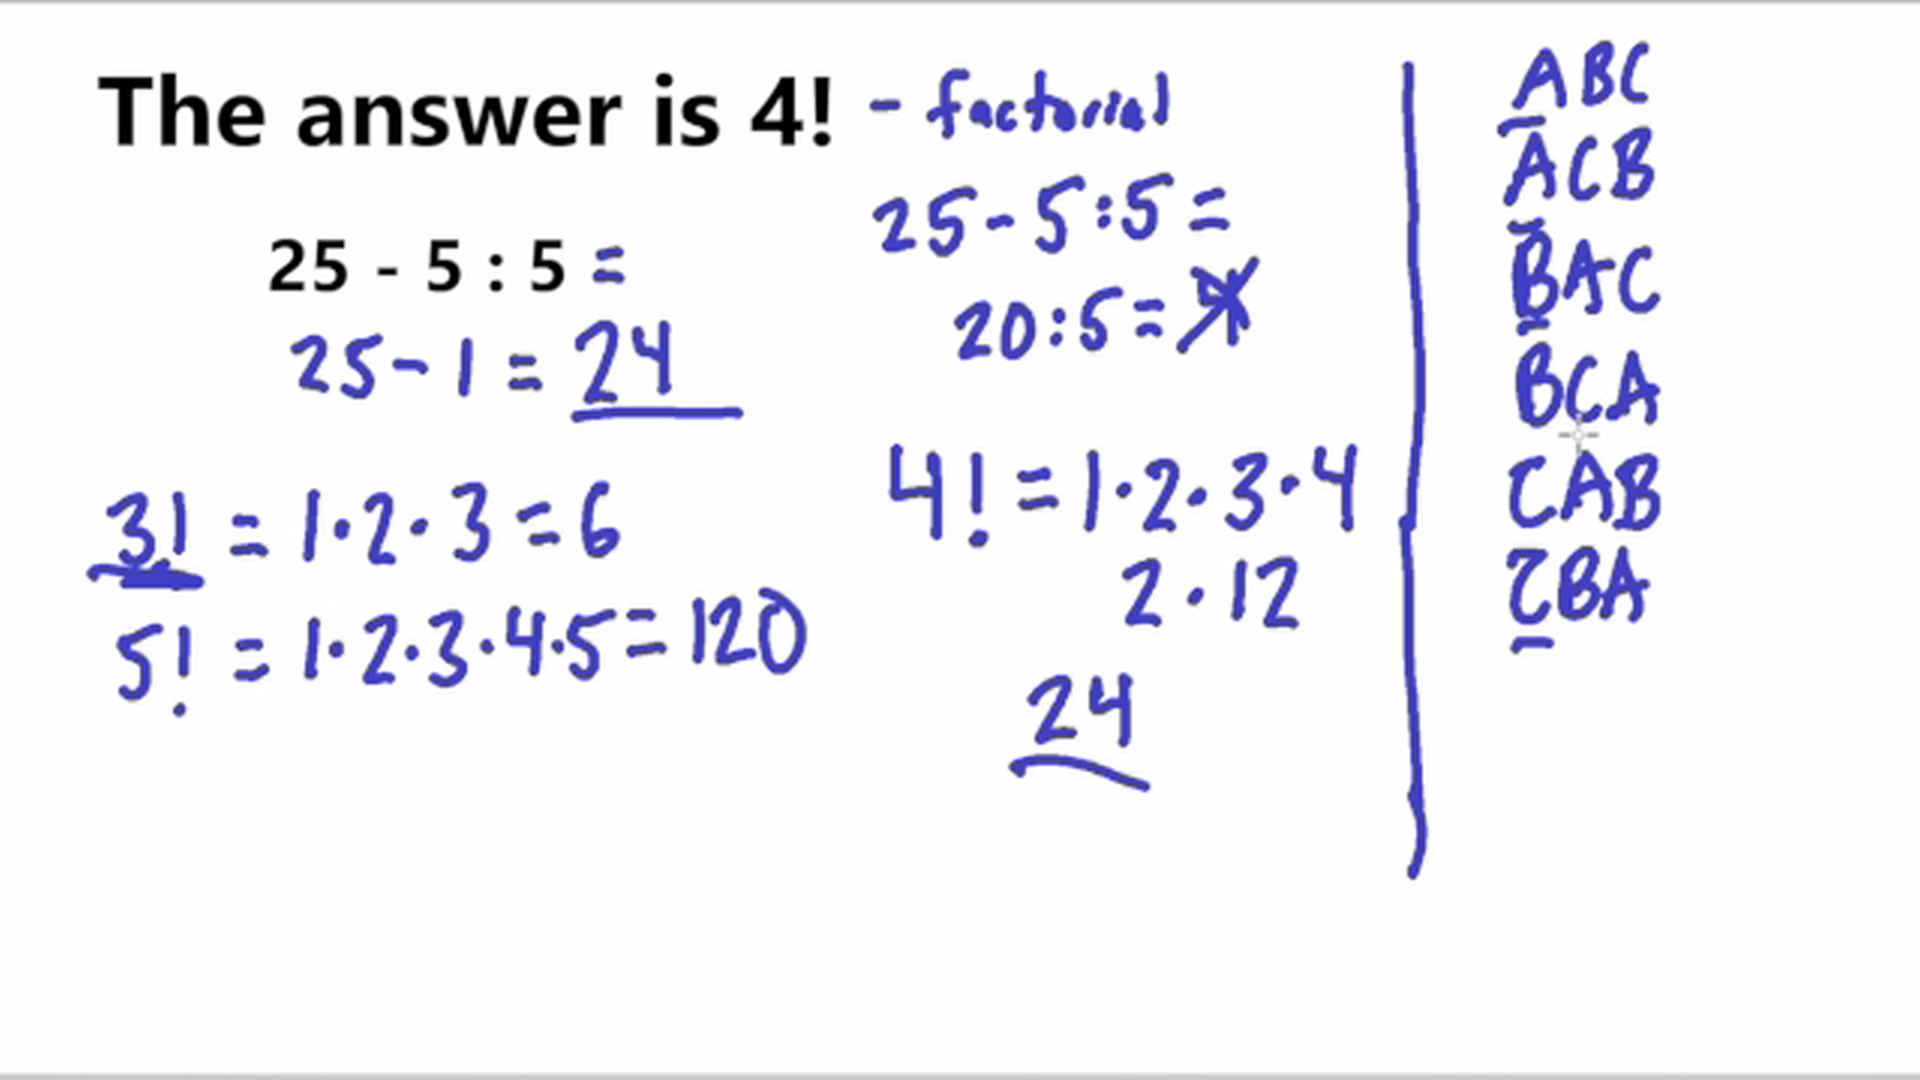 The answer is 4! - factorial
25 - 5 : 5 =
25 - 1 = 24
3! = 1·2·3 = 6
5! = 1·2·3·4·5 = 120
25 - 5 : 5 =
20 : 5 = 4
4! = 1·2·3·4
2·12
24
ABC
ACB
BAC
BCA
CAB
CBA